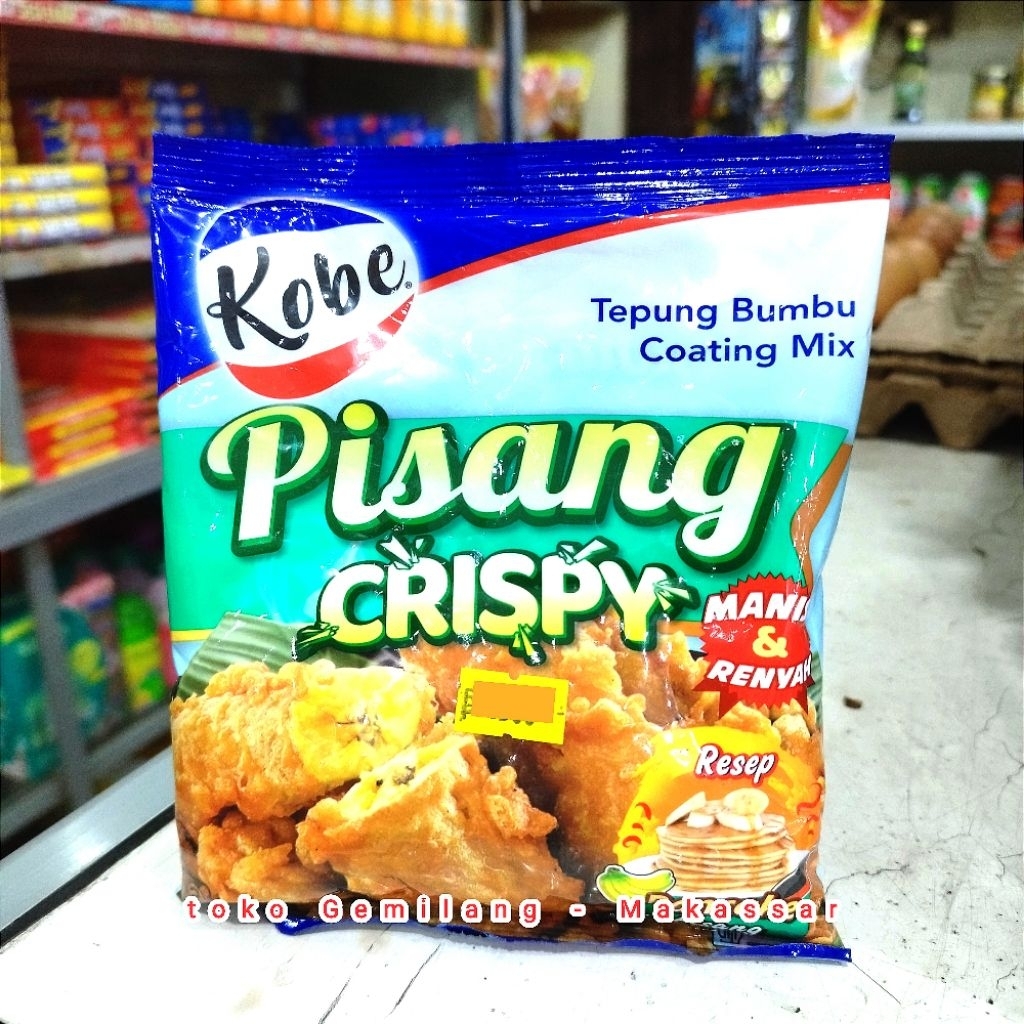 Kobe®
Tepung Bumbu
Coating Mix
Pisang
CRISPY
MANIS
&
RENYAH
Resep
toko Gemilang - Makassar